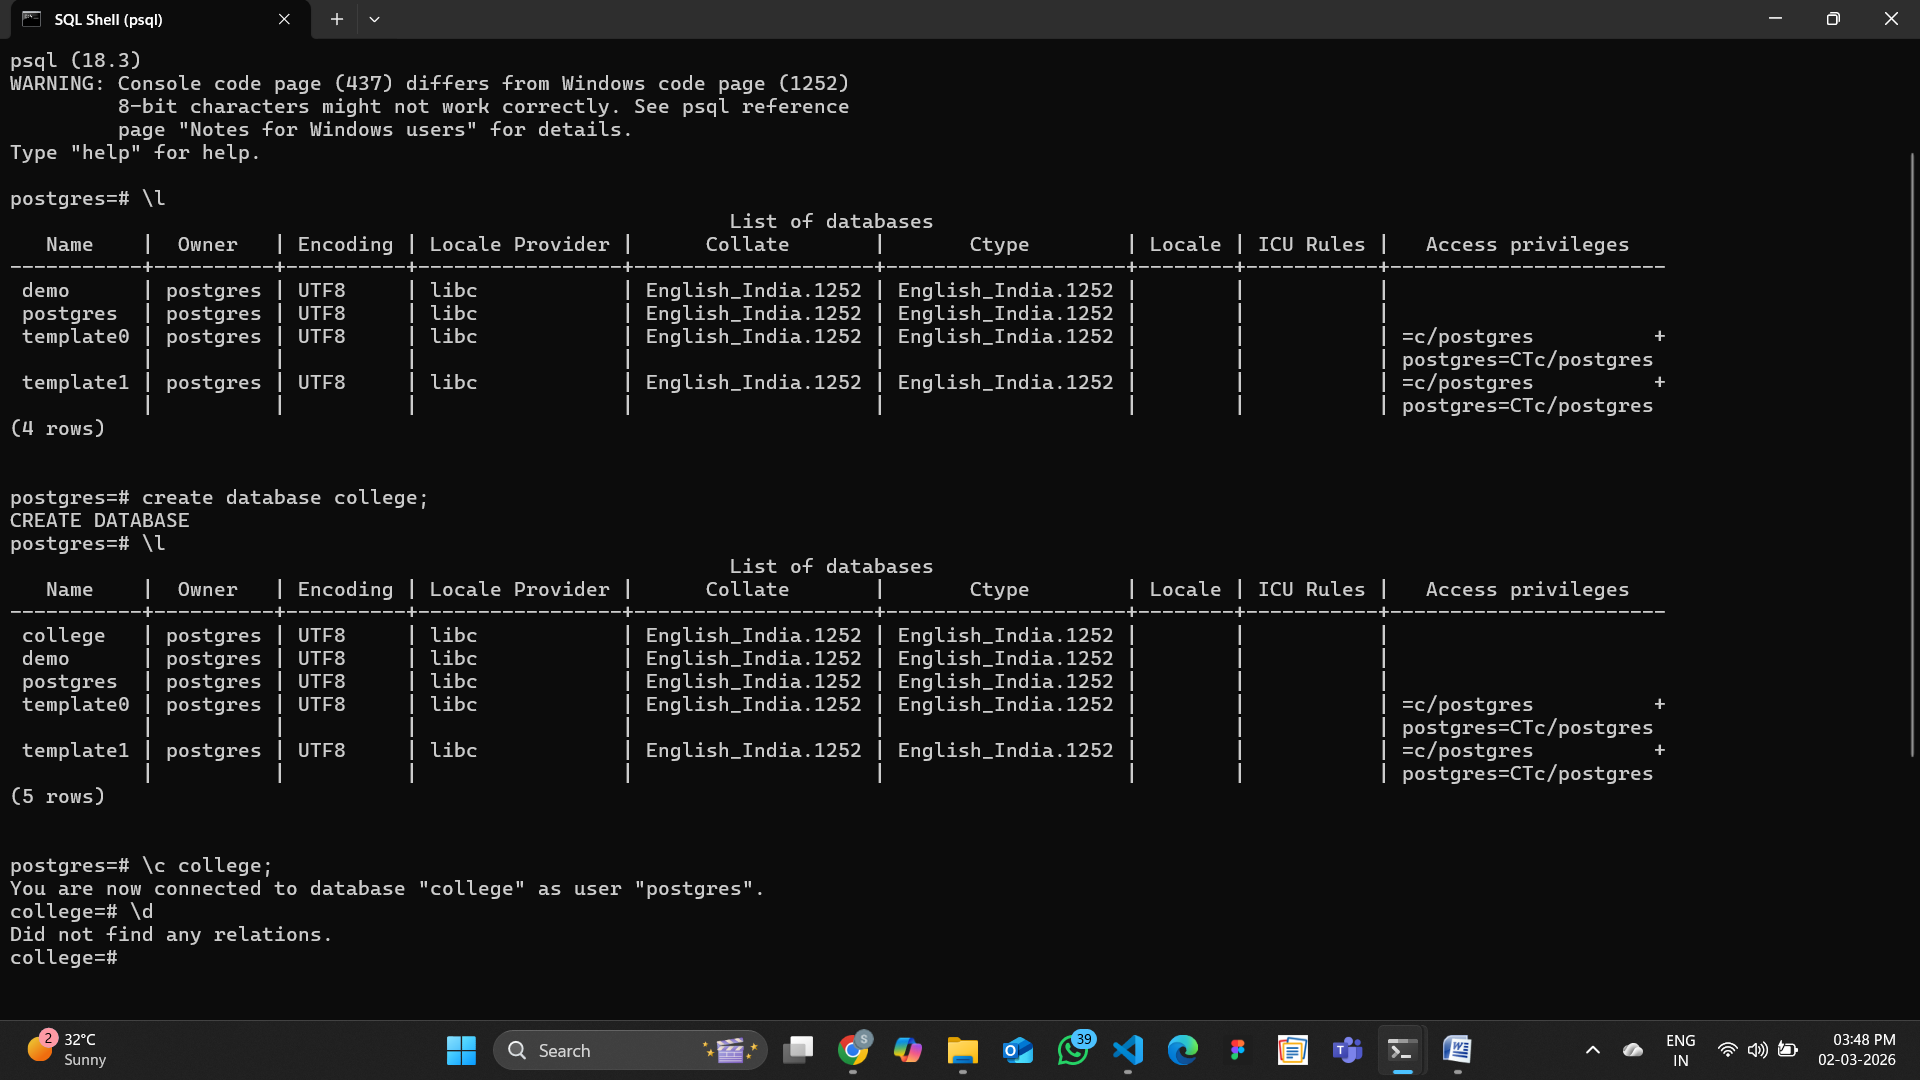 SQL Shell (psql)
psql (18.3)
WARNING: Console code page (437) differs from Windows code page (1252)
         8-bit characters might not work correctly. See psql reference
         page "Notes for Windows users" for details.
Type "help" for help.
postgres=# \l
                                                            List of databases
   Name    |  Owner   | Encoding | Locale Provider |      Collate       |       Ctype        | Locale | ICU Rules |   Access privileges
-----------+----------+----------+-----------------+--------------------+--------------------+--------+-----------+-----------------------
 demo      | postgres | UTF8     | libc            | English_India.1252 | English_India.1252 |        |           |
 postgres  | postgres | UTF8     | libc            | English_India.1252 | English_India.1252 |        |           |
 template0 | postgres | UTF8     | libc            | English_India.1252 | English_India.1252 |        |           | =c/postgres          +
           |          |          |                 |                    |                    |        |           | postgres=CTc/postgres
 template1 | postgres | UTF8     | libc            | English_India.1252 | English_India.1252 |        |           | =c/postgres          +
           |          |          |                 |                    |                    |        |           | postgres=CTc/postgres
(4 rows)
postgres=# create database college;
CREATE DATABASE
postgres=# \l
                                                            List of databases
   Name    |  Owner   | Encoding | Locale Provider |      Collate       |       Ctype        | Locale | ICU Rules |   Access privileges
-----------+----------+----------+-----------------+--------------------+--------------------+--------+-----------+-----------------------
 college   | postgres | UTF8     | libc            | English_India.1252 | English_India.1252 |        |           |
 demo      | postgres | UTF8     | libc            | English_India.1252 | English_India.1252 |        |           |
 postgres  | postgres | UTF8     | libc            | English_India.1252 | English_India.1252 |        |           |
 template0 | postgres | UTF8     | libc            | English_India.1252 | English_India.1252 |        |           | =c/postgres          +
           |          |          |                 |                    |                    |        |           | postgres=CTc/postgres
 template1 | postgres | UTF8     | libc            | English_India.1252 | English_India.1252 |        |           | =c/postgres          +
           |          |          |                 |                    |                    |        |           | postgres=CTc/postgres
(5 rows)
postgres=# \c college;
You are now connected to database "college" as user "postgres".
college=# \d
Did not find any relations.
college=#
2
32°C
Sunny
Search
S
39
ENG
IN
03:48 PM
02-03-2026